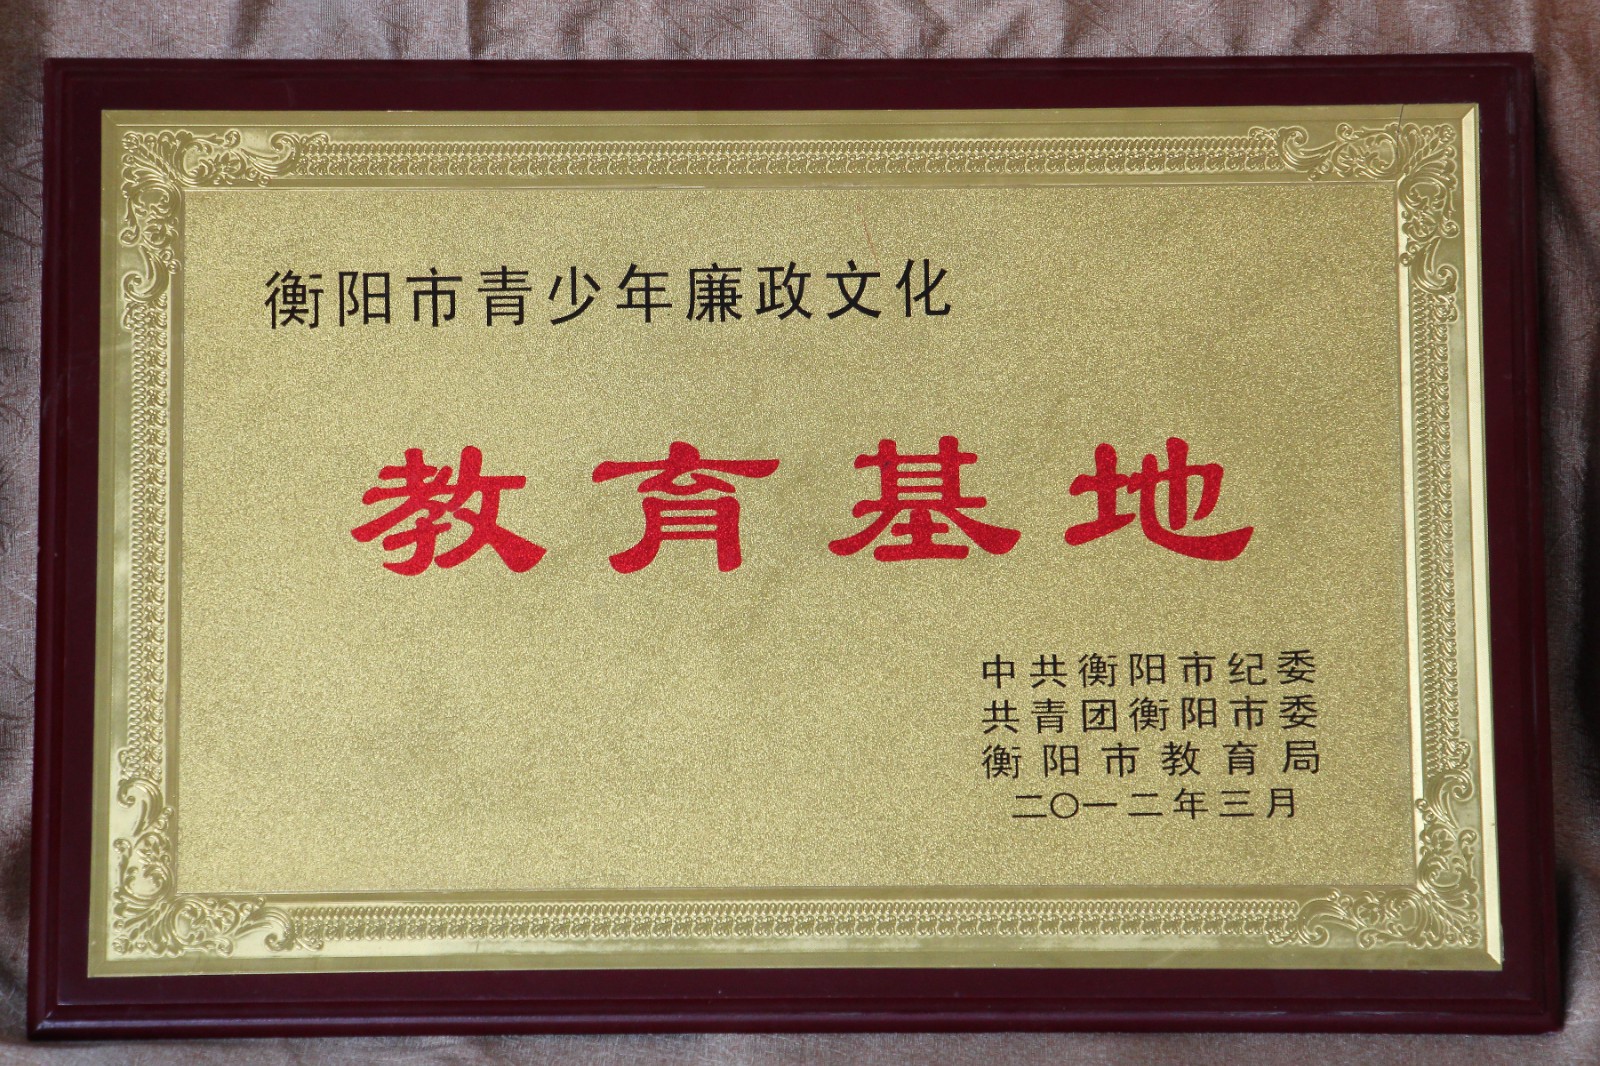 衡阳市青少年廉政文化
教育基地
中共衡阳市纪委
共青团衡阳市委
衡阳市教育局
二〇一二年三月